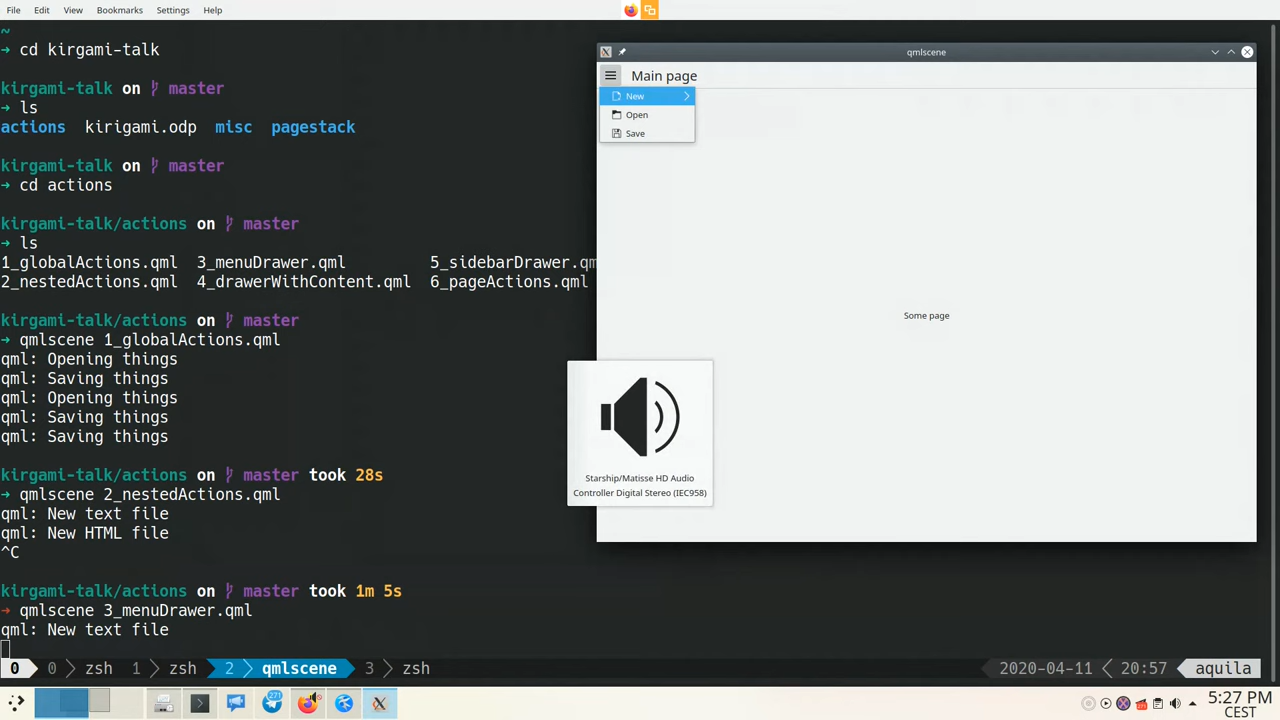 File Edit View Bookmarks Settings Help
~
➜ cd kirgami-talk
kirgami-talk on master
➜ ls
actions kirigami.odp misc pagestack
kirgami-talk on master
➜ cd actions
kirgami-talk/actions on master
➜ ls
1_globalActions.qml 3_menuDrawer.qml 5_sidebarDrawer.qm
2_nestedActions.qml 4_drawerWithContent.qml 6_pageActions.qml
kirgami-talk/actions on master
➜ qmlscene 1_globalActions.qml
qml: Opening things
qml: Saving things
qml: Opening things
qml: Saving things
qml: Saving things
kirgami-talk/actions on master took 28s
➜ qmlscene 2_nestedActions.qml
qml: New text file
qml: New HTML file
^C
kirgami-talk/actions on master took 1m 5s
➜ qmlscene 3_menuDrawer.qml
qml: New text file
0 0 zsh 1 zsh 2 qmlscene 3 zsh 2020-04-11 20:57 aquila
qmlscene
Main page
New
Open
Save
Some page
Starship/Matisse HD Audio
Controller Digital Stereo (IEC958)
271
5:27 PM
CEST